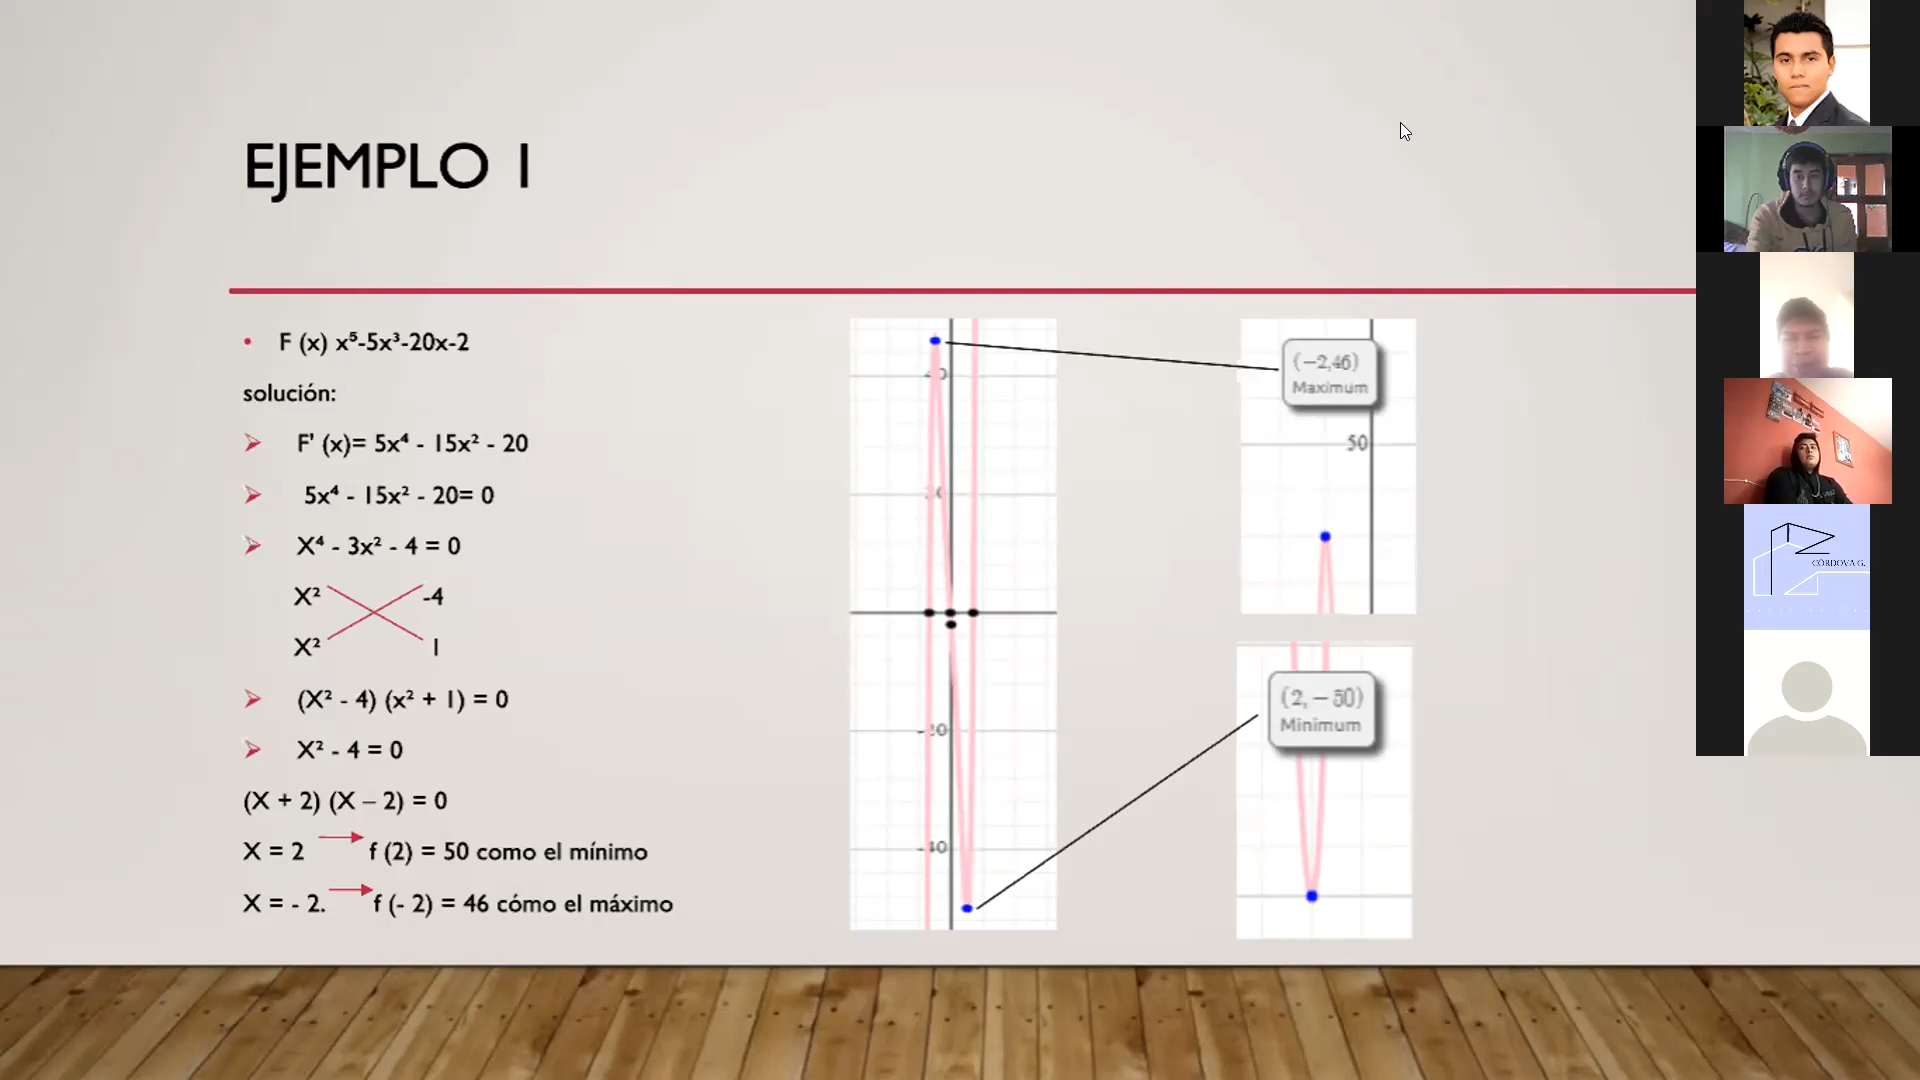 EJEMPLO 1
• F (x) x⁵-5x³-20x-2
solución:
F' (x)= 5x⁴ - 15x² - 20
5x⁴ - 15x² - 20= 0
X⁴ - 3x² - 4 = 0
X² -4
X² 1
(X² - 4) (x² + 1) = 0
X² - 4 = 0
(X + 2) (X – 2) = 0
X = 2 f (2) = 50 como el mínimo
X = - 2. f (- 2) = 46 cómo el máximo
-20
(−2,46)
Maximum
50
(2, − 50)
Minimum
CORDOVA G.